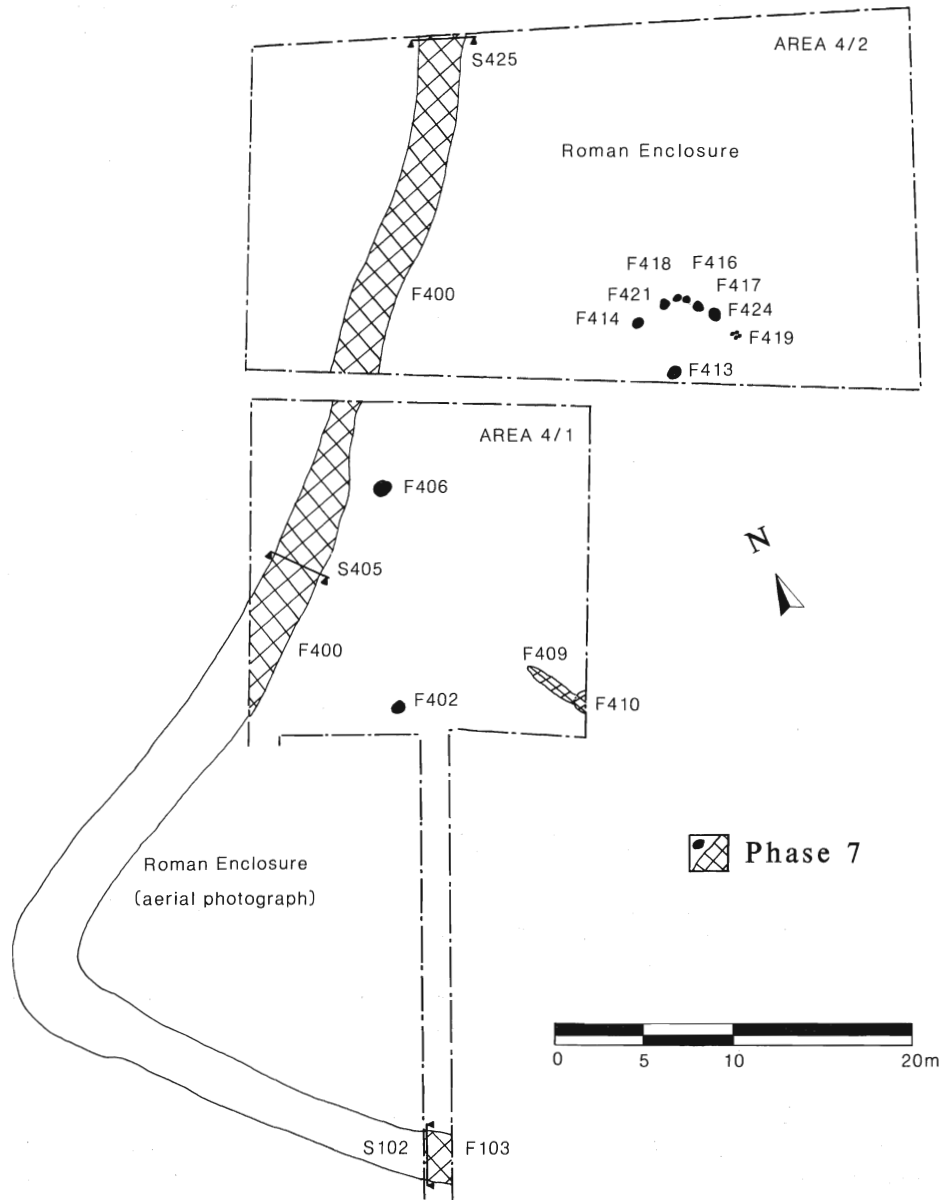 AREA 4/2
S425
Roman Enclosure
F418 F416
F417
F421
F400
F424
F414
F419
F413
AREA 4/1
F406
N
S405
F400
F409
F402
F410
Phase 7
Roman Enclosure
(aerial photograph)
0 5 10 20m
S102 F103